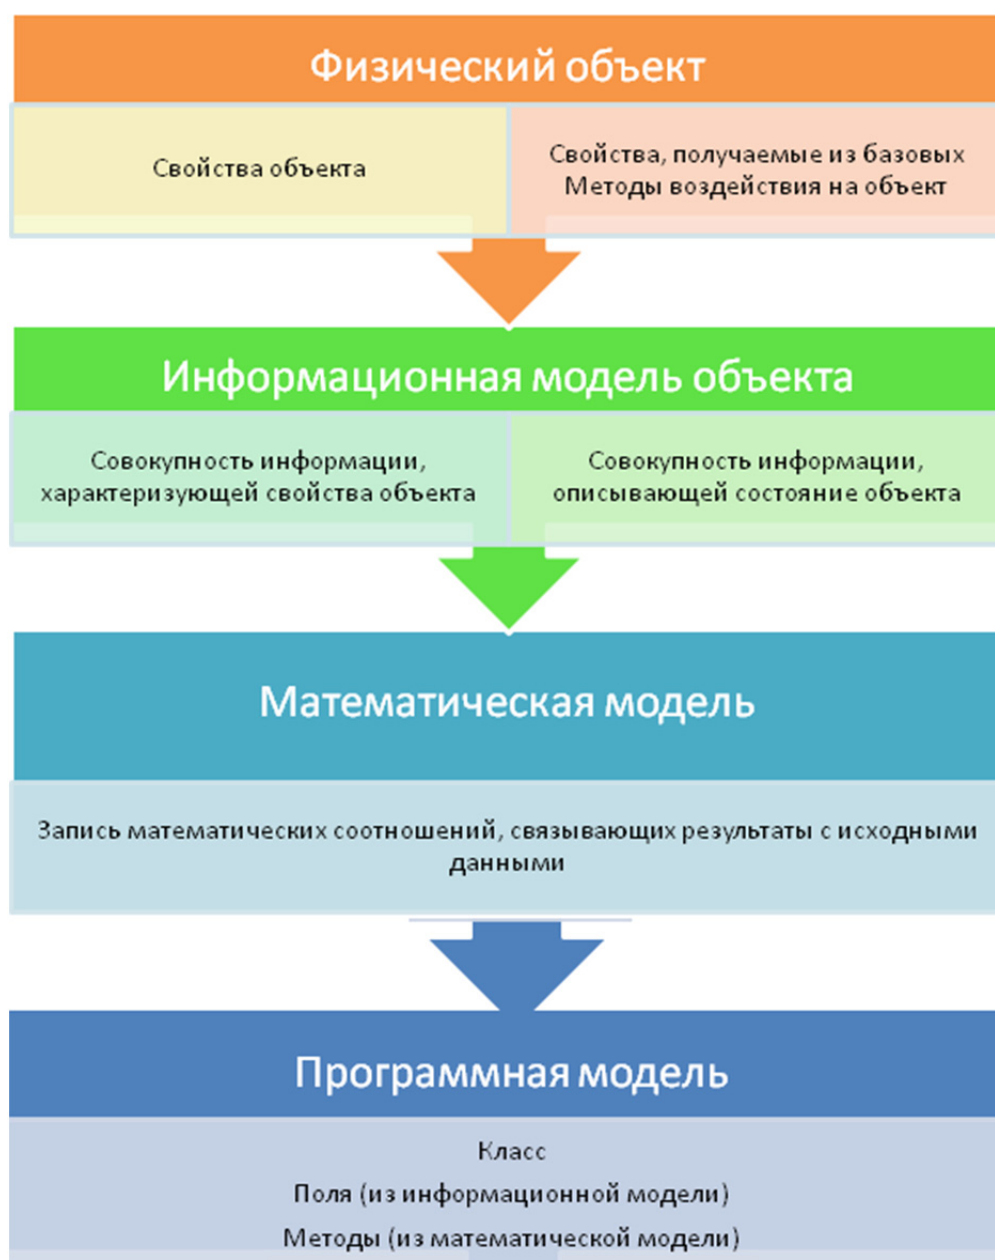 Физический объект
Свойства объекта
Свойства, получаемые из базовых
Методы воздействия на объект
Информационная модель объекта
Совокупность информации,
характеризующей свойства объекта
Совокупность информации,
описывающей состояние объекта
Математическая модель
Запись математических соотношений, связывающих результаты с исходными
данными
Программная модель
Класс
Поля (из информационной модели)
Методы (из математической модели)